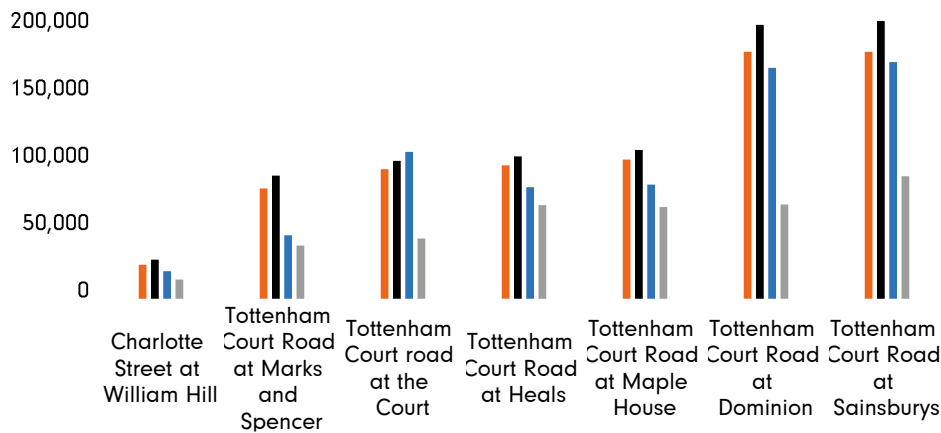 200,000
150,000
100,000
50,000
0
Charlotte
Street at
William Hill
Tottenham
Court Road
at Marks
and
Spencer
Tottenham
Court road
at the
Court
Tottenham
Court Road
at Heals
Tottenham
Court Road
at Maple
House
Tottenham
Court Road
at
Dominion
Tottenham
Court Road
at
Sainsburys